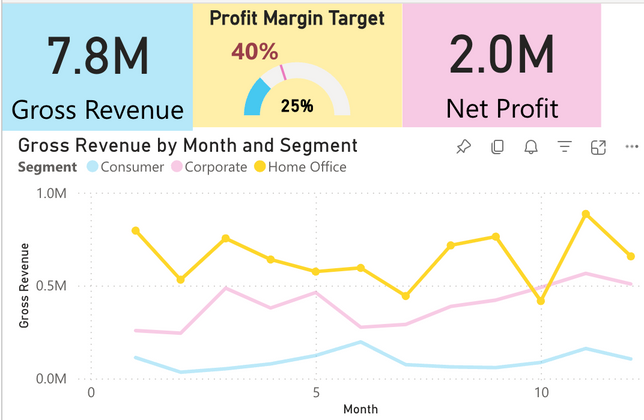 7.8M
Gross Revenue
Profit Margin Target
40%
25%
2.0M
Net Profit
Gross Revenue by Month and Segment
Segment Consumer Corporate Home Office
1.0M
0.5M
0.0M
Gross Revenue
0 5 10
Month